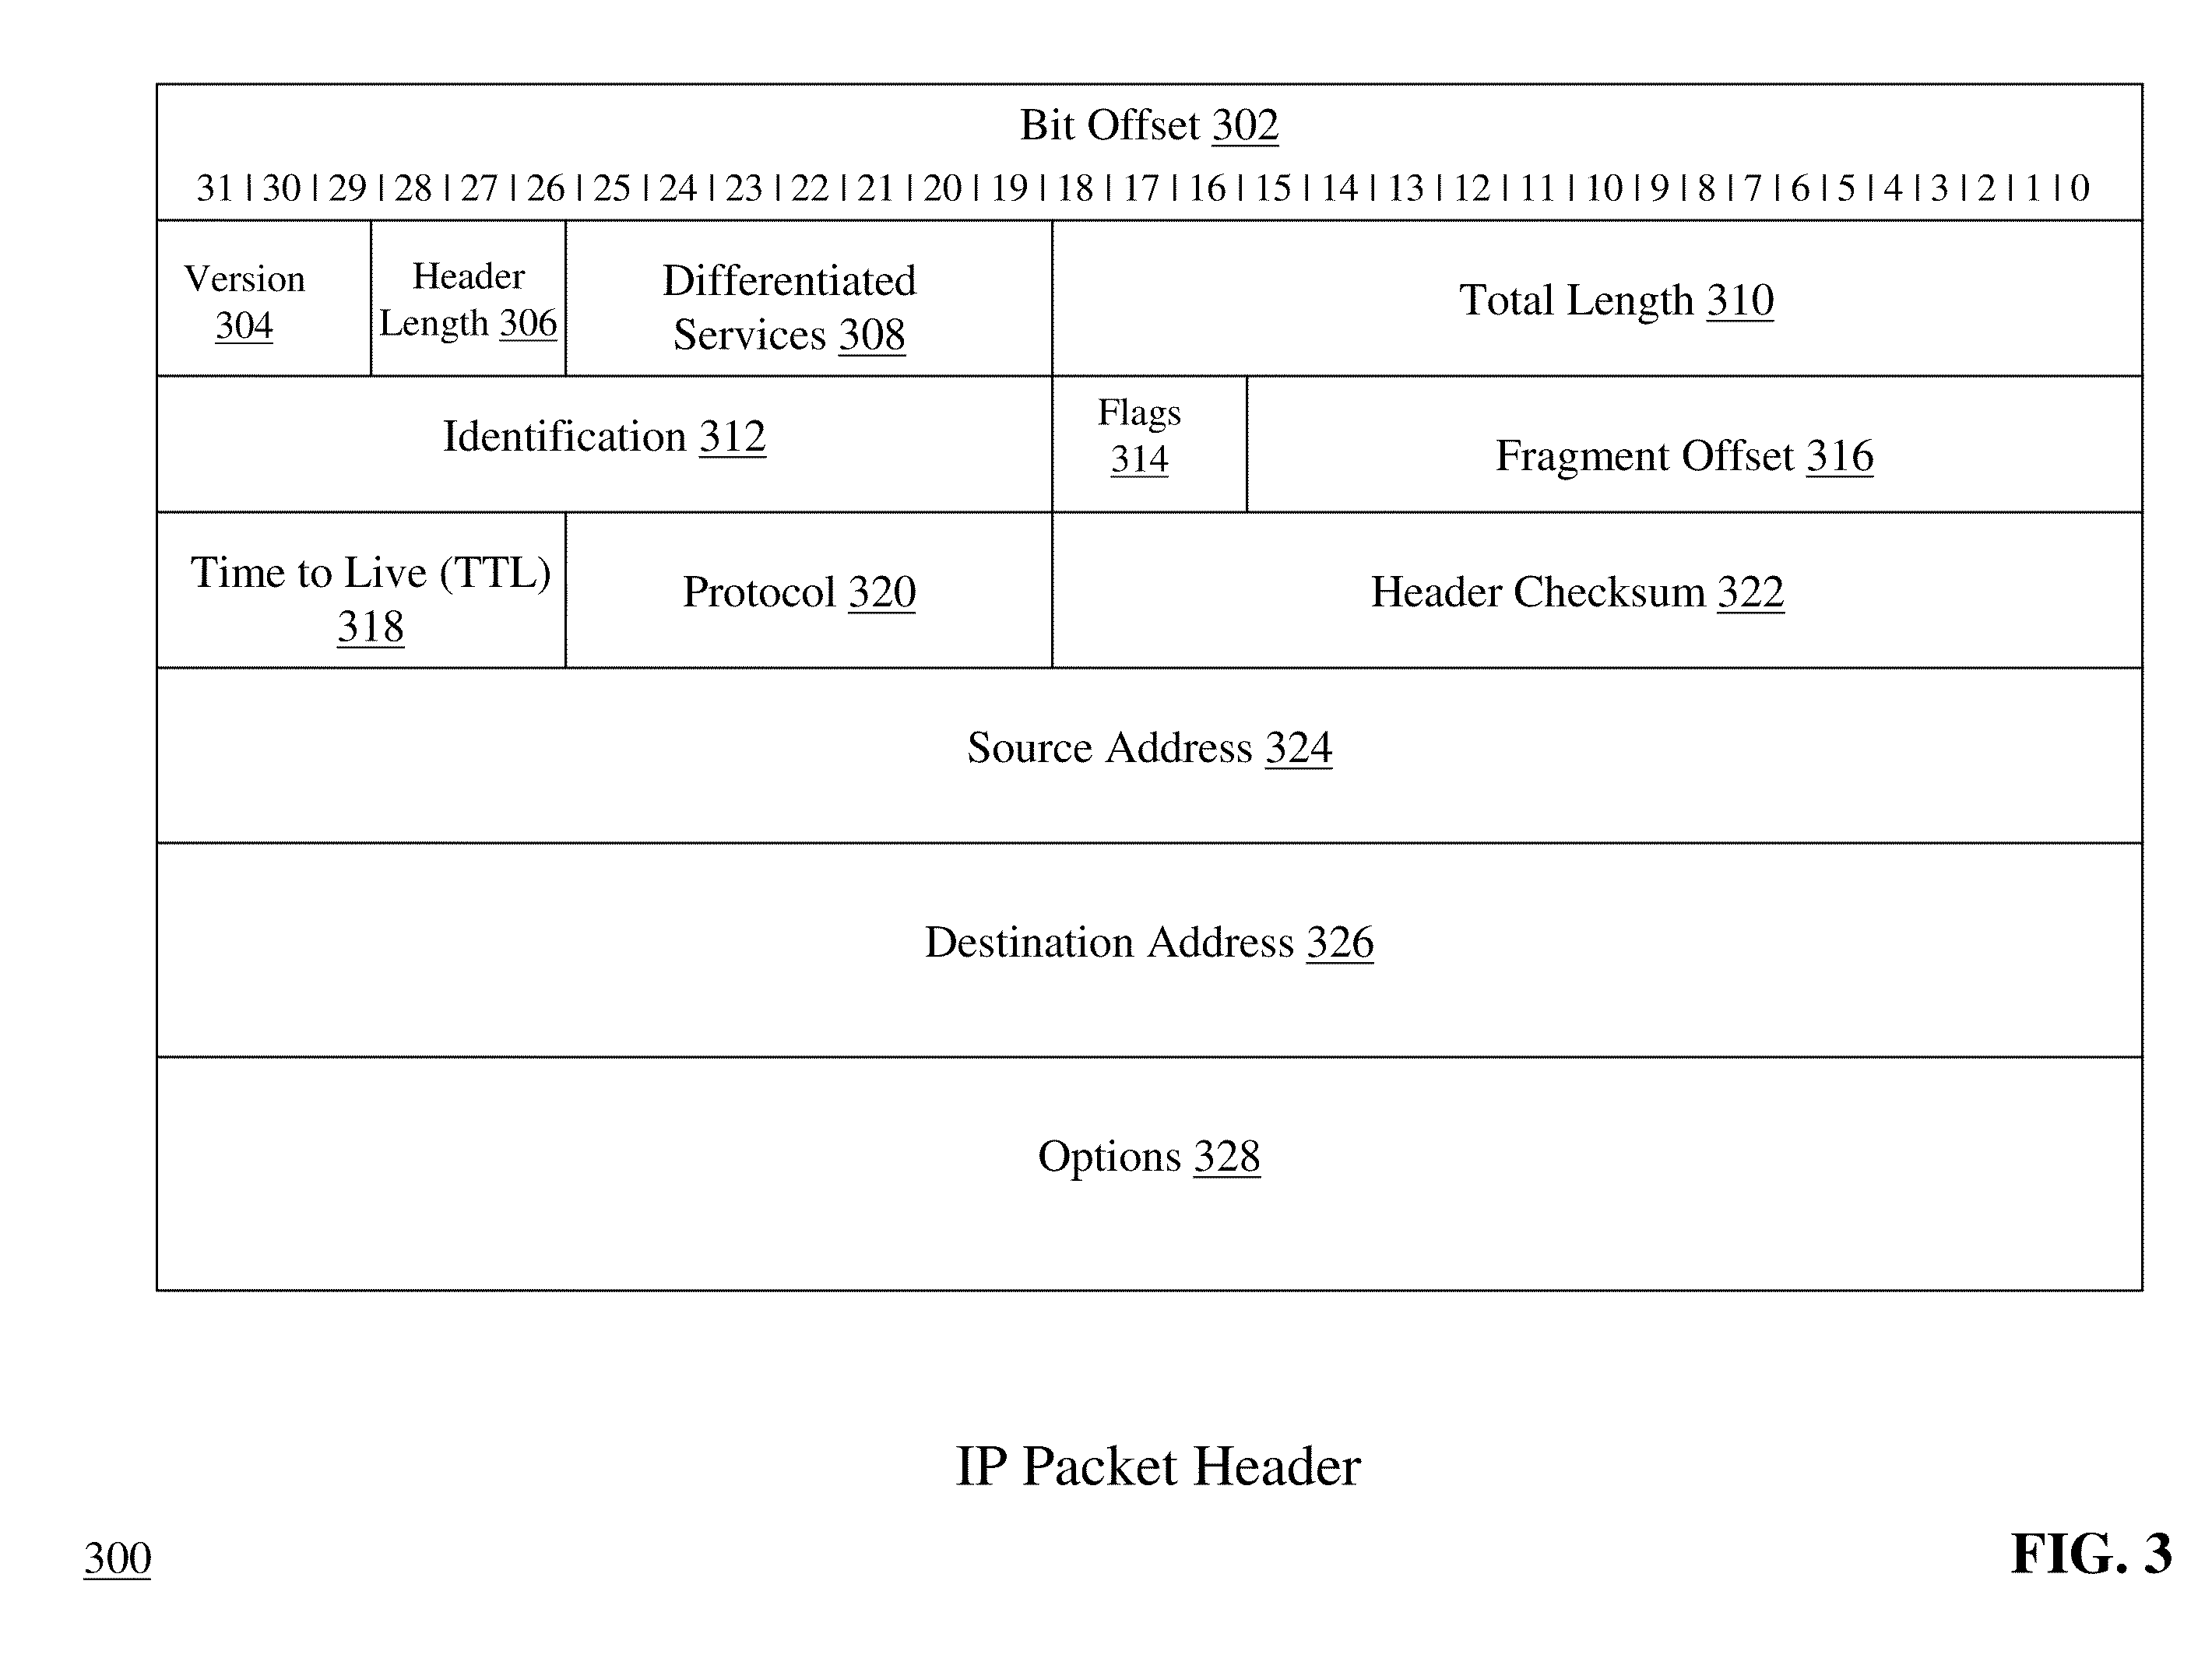 Bit Offset 302
31 | 30 | 29 | 28 | 27 | 26 | 25 | 24 | 23 | 22 | 21 | 20 | 19 | 18 | 17 | 16 | 15 | 14 | 13 | 12 | 11 | 10 | 9 | 8 | 7 | 6 | 5 | 4 | 3 | 2 | 1 | 0
Version
304
Header
Length 306
Differentiated
Services 308
Total Length 310
Identification 312
Flags
314
Fragment Offset 316
Time to Live (TTL)
318
Protocol 320
Header Checksum 322
Source Address 324
Destination Address 326
Options 328
IP Packet Header
300
FIG. 3